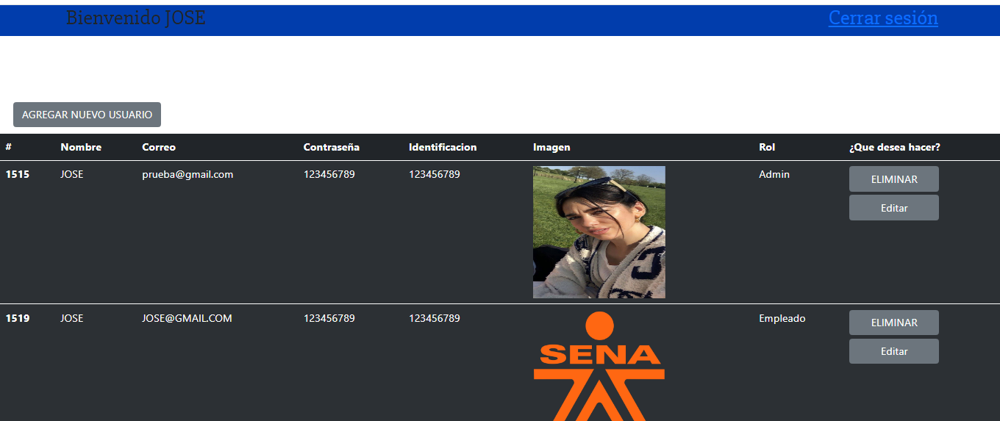 Bienvenido JOSE Cerrar sesión
AGREGAR NUEVO USUARIO
# Nombre Correo Contraseña Identificacion Imagen Rol ¿Que desea hacer?
1515 JOSE prueba@gmail.com 123456789 123456789 Admin ELIMINAR
Editar
1519 JOSE JOSE@GMAIL.COM 123456789 123456789 Empleado ELIMINAR
SENA Editar